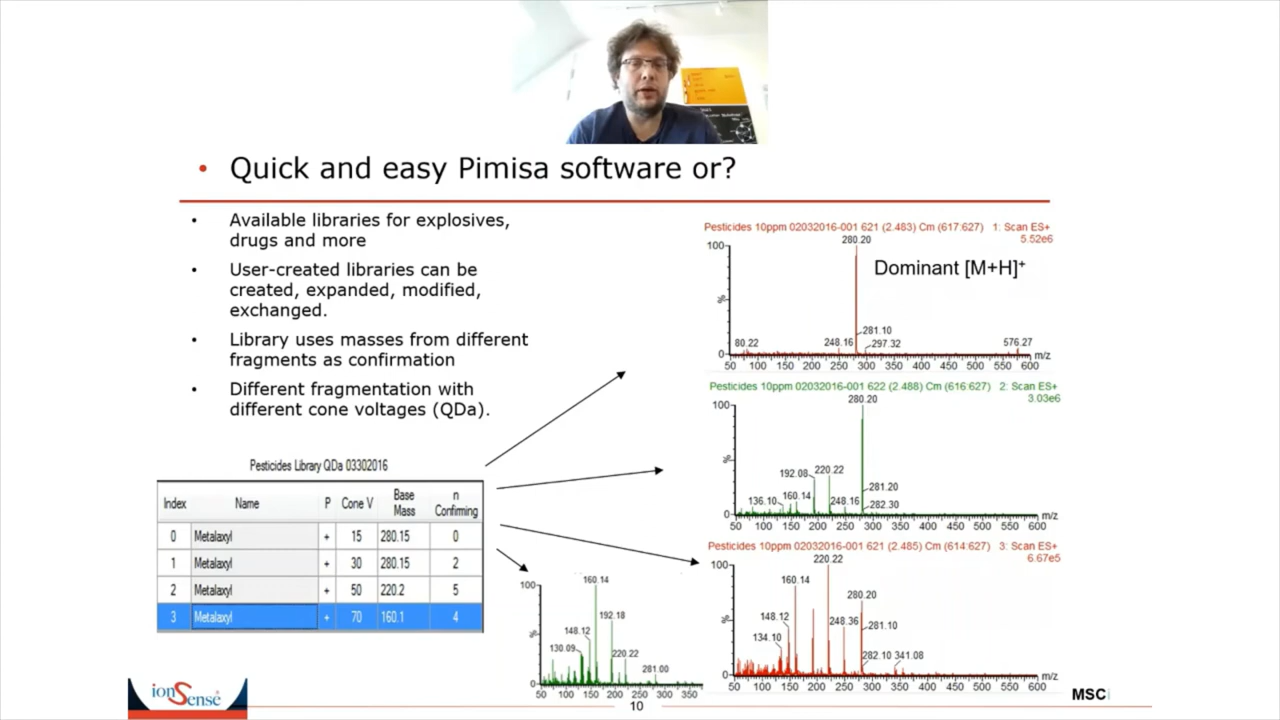 Quick and easy Pimisa software or?
Available libraries for explosives,
drugs and more
User-created libraries can be
created, expanded, modified,
exchanged.
Library uses masses from different
fragments as confirmation
Different fragmentation with
different cone voltages (QDa).
Pesticides Library QDa 03302016
Index Name P Cone V Base Mass n Confirming
0 Metalaxyl + 15 280.15 0
1 Metalaxyl + 30 280.15 2
2 Metalaxyl + 50 220.2 5
3 Metalaxyl + 70 160.1 4
Pesticides 10ppm 02032016-001 621 (2.483) Cm (617:627) 1: Scan ES+
5.52e6
280.20
100
Dominant [M+H]+
%
281.10
80.22 248.16 297.32 576.27
0
50 100 150 200 250 300 350 400 450 500 550 600 m/z
Pesticides 10ppm 02032016-001 622 (2.488) Cm (616:627) 2: Scan ES+
3.03e6
280.20
100
%
192.08 220.22
281.20
136.10 160.14 248.16 282.30
0
50 100 150 200 250 300 350 400 450 500 550 600 m/z
Pesticides 10ppm 02032016-001 621 (2.485) Cm (614:627) 3: Scan ES+
6.67e5
220.22
100
160.14
280.20
%
148.12 248.36 281.10
134.10
282.10 341.08
0
50 100 150 200 250 300 350 400 450 500 550 600 m/z
160.14
100
192.18
%
148.12
130.09 220.22
281.00
0
50 100 150 200 250 300 350
ionSense
10
MSC